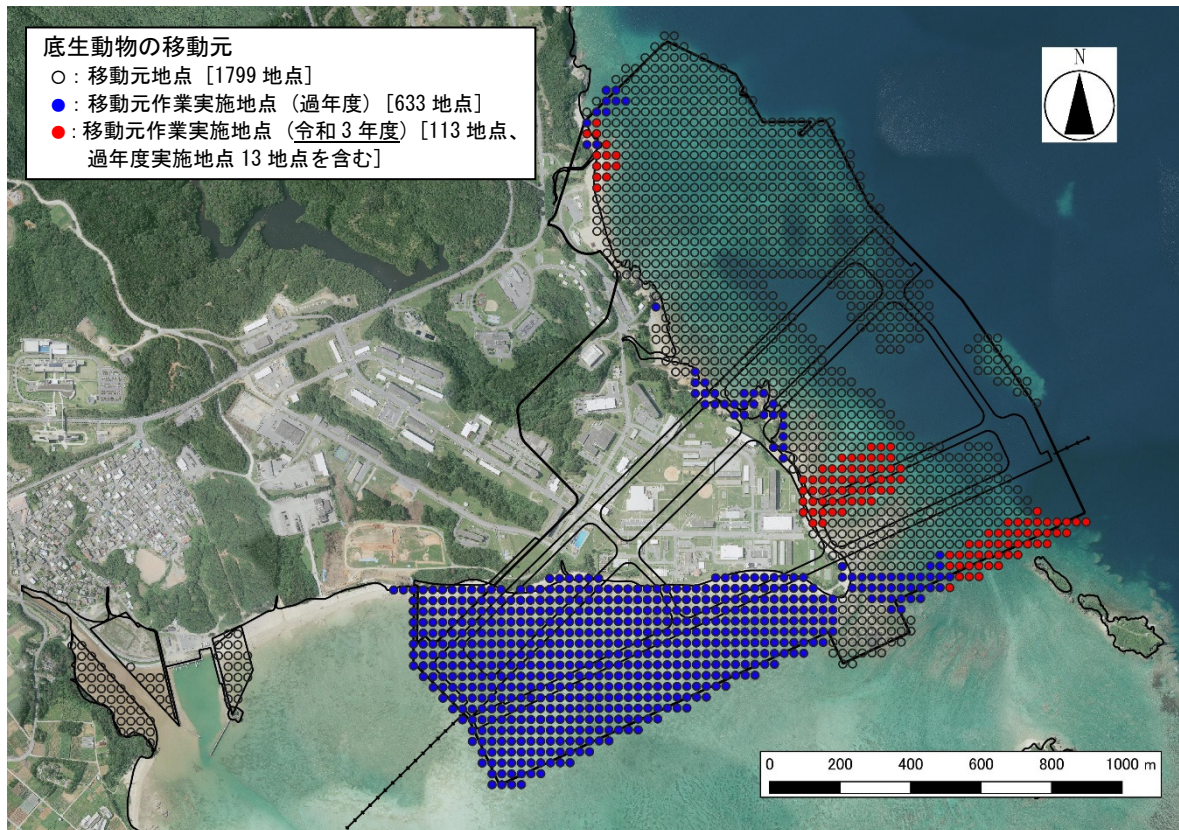 底生動物の移動元
○：移動元地点 [1799 地点]
●：移動元作業実施地点 (過年度) [633 地点]
●：移動元作業実施地点 (令和 3 年度) [113 地点、
過年度実施地点 13 地点を含む]
N
0 200 400 600 800 1000 m